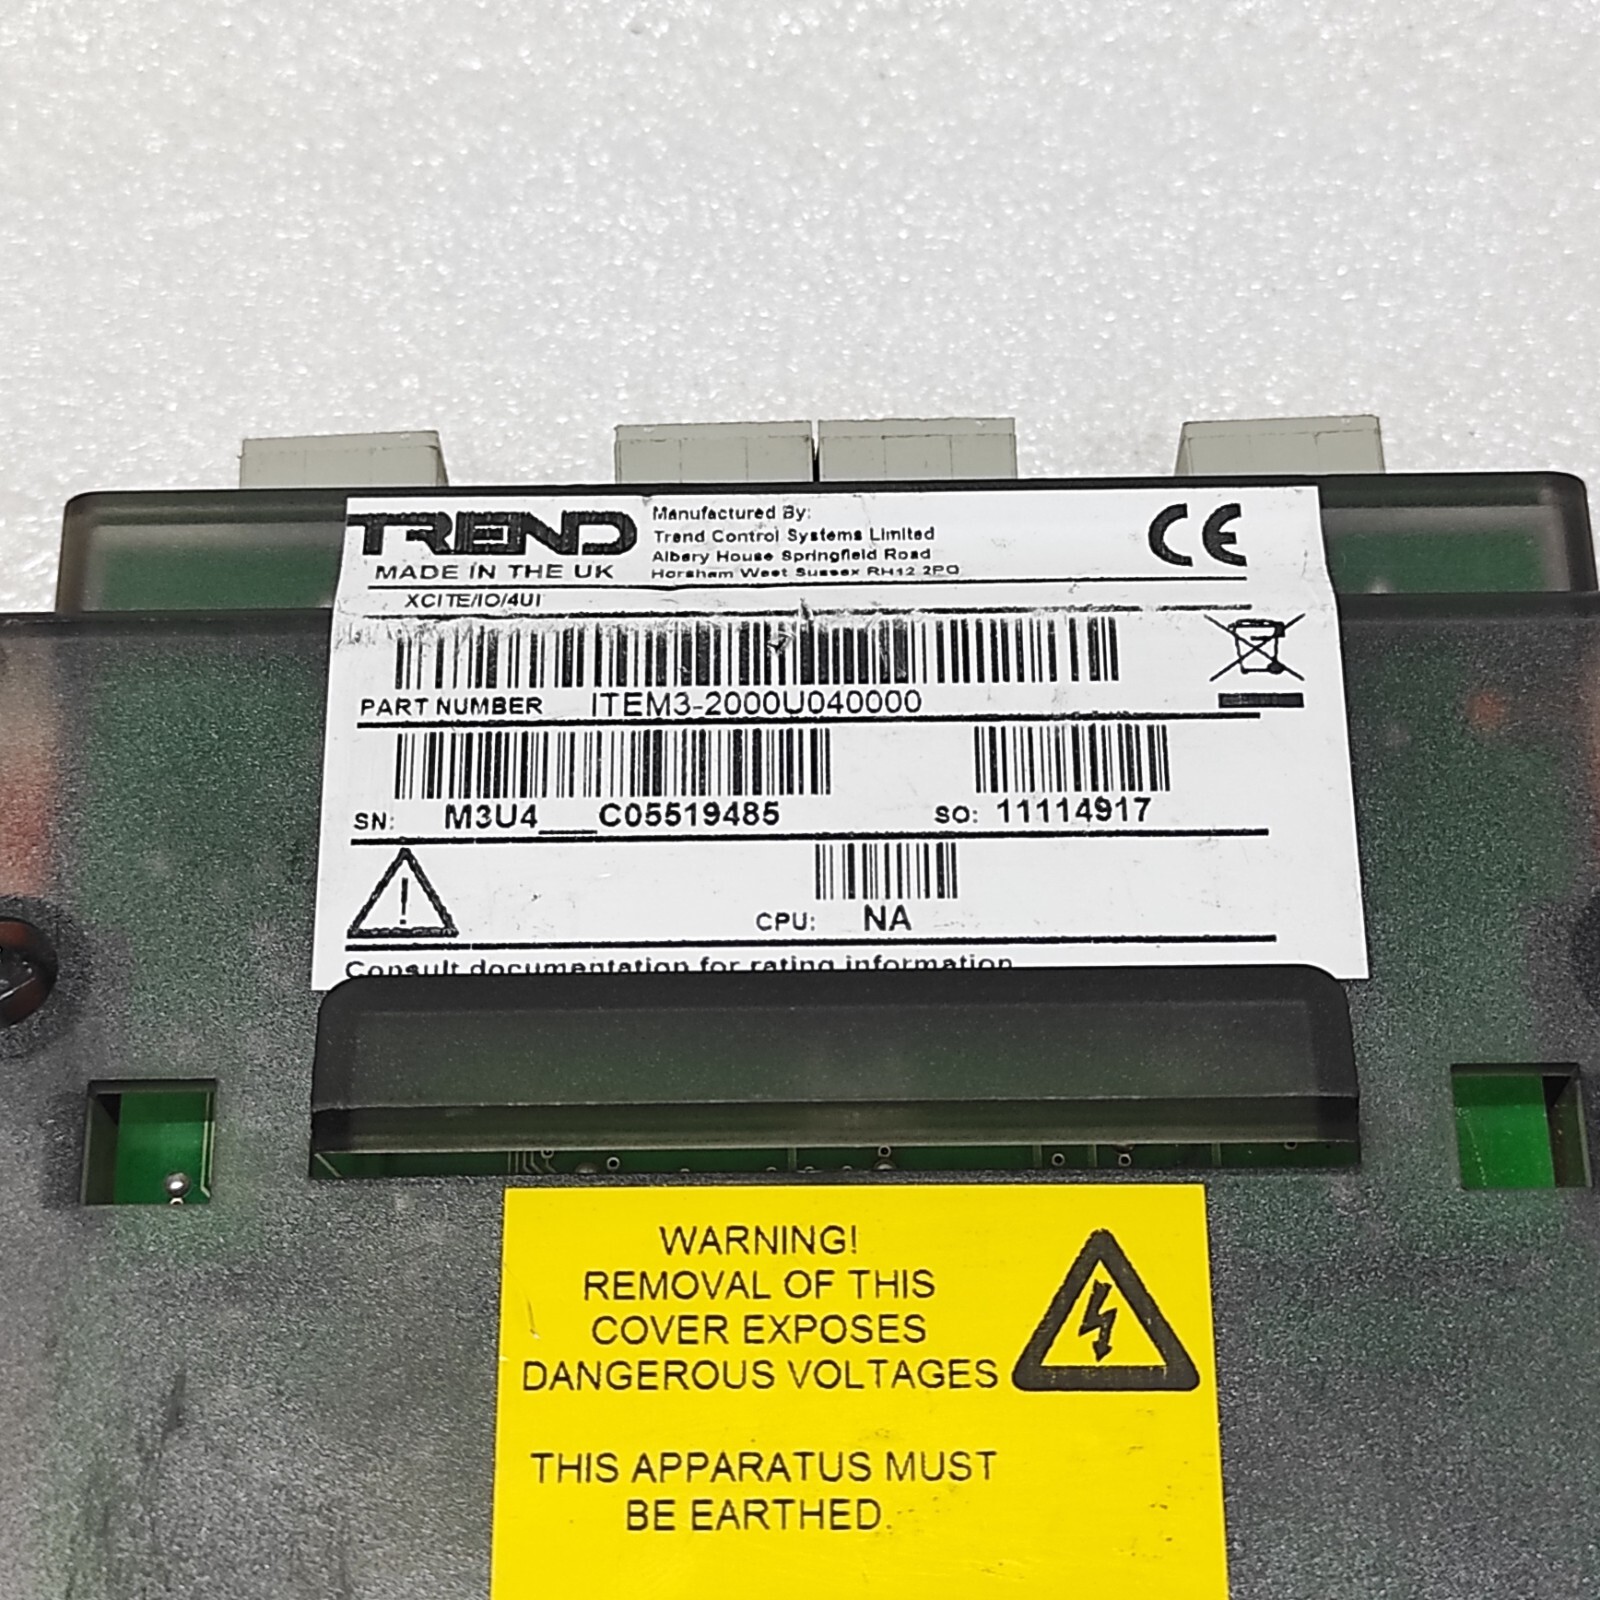 TREND
MADE IN THE UK
Manufactured By:
Trend Control Systems Limited
Albery House Springfield Road
Horsham West Sussex RH12 2PQ
CE
XCITE/IO/4UI
PART NUMBER ITEM3-2000U040000
SN: M3U4___C05519485 SO: 11114917
CPU: NA
Consult documentation for rating information
WARNING!
REMOVAL OF THIS
COVER EXPOSES
DANGEROUS VOLTAGES
THIS APPARATUS MUST
BE EARTHED.